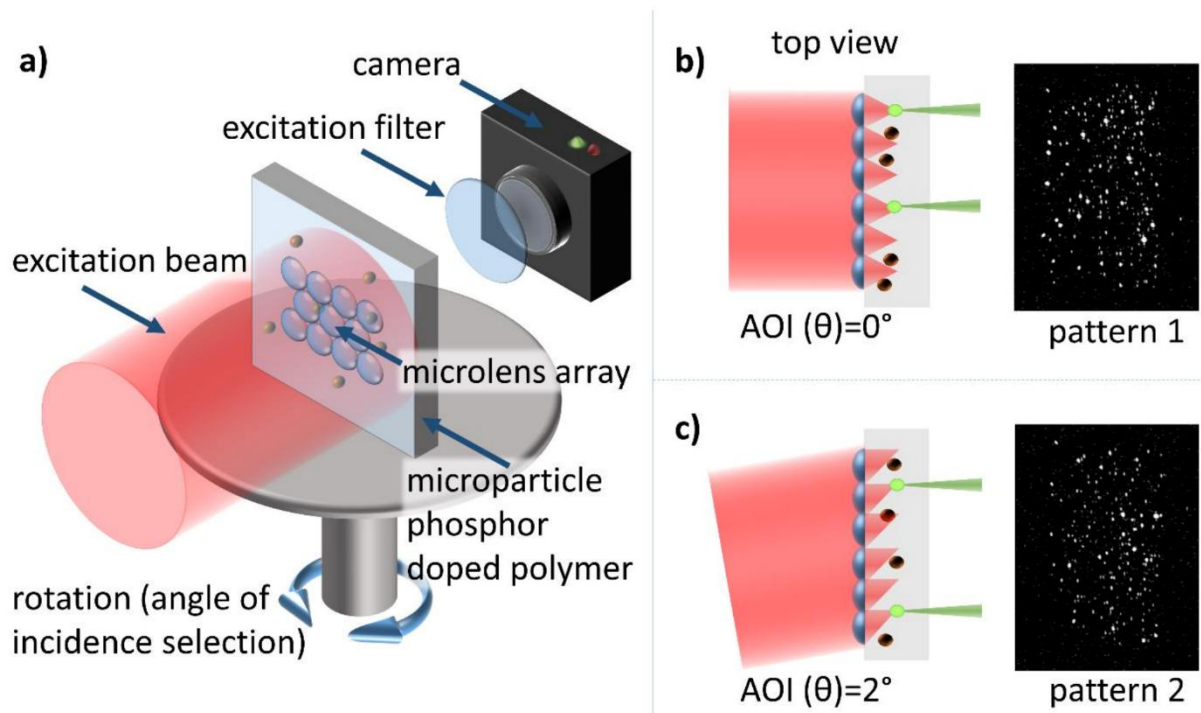 a)
camera
excitation filter
excitation beam
microlens array
microparticle
phosphor
doped polymer
rotation (angle of
incidence selection)
b)
top view
AOI (θ)=0°
pattern 1
c)
AOI (θ)=2°
pattern 2